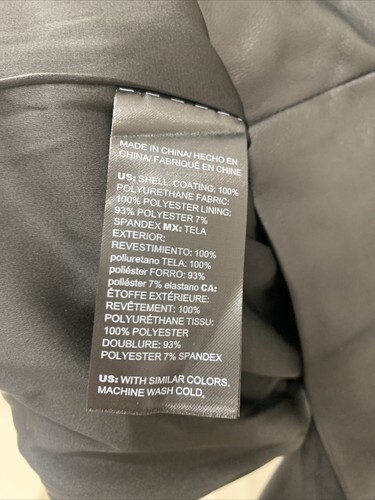 MADE IN CHINA/ HECHO EN
CHINA/ FABRIQUÉ EN CHINE
US: SHELL: COATING: 100%
POLYURETHANE FABRIC:
100% POLYESTER LINING:
93% POLYESTER 7%
SPANDEX MX: TELA
EXTERIOR:
REVESTIMIENTO: 100%
poliuretano TELA: 100%
poliéster FORRO: 93%
poliéster 7% elastano CA:
ÉTOFFE EXTÉRIEURE:
REVÊTEMENT: 100%
POLYURÉTHANE TISSU:
100% POLYESTER
DOUBLURE: 93%
POLYESTER 7% SPANDEX
US: WITH SIMILAR COLORS.
MACHINE WASH COLD,